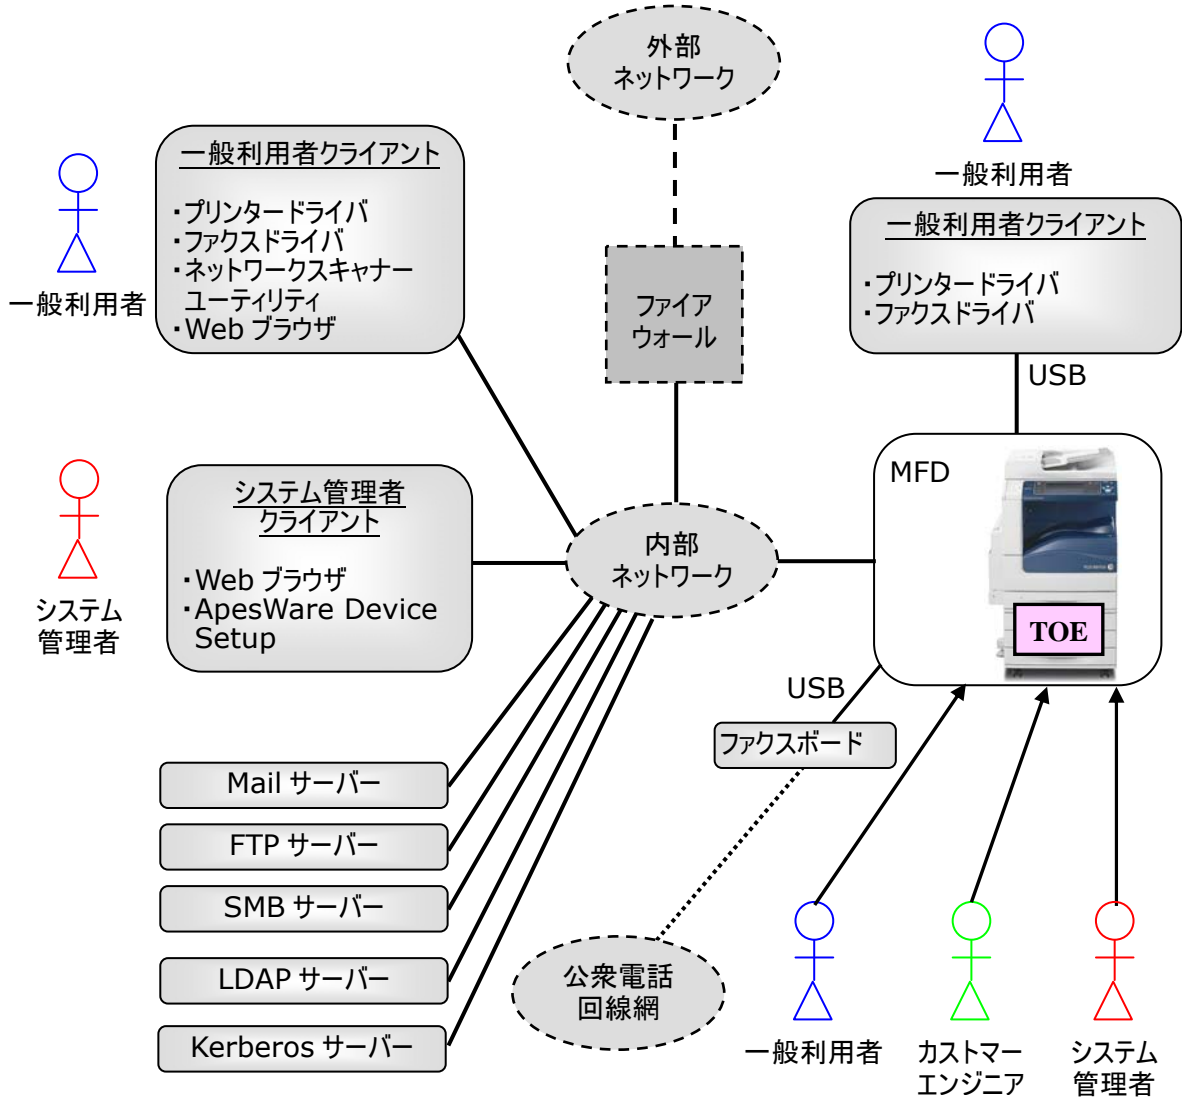 外部
ネットワーク
一般利用者
一般利用者クライアント
・プリンタードライバ
・ファクスドライバ
・ネットワークスキャナー
ユーティリティ
・Web ブラウザ
一般利用者
一般利用者クライアント
・プリンタードライバ
・ファクスドライバ
ファイア
ウォール
USB
システム管理者
クライアント
・Web ブラウザ
・ApesWare Device
Setup
システム
管理者
内部
ネットワーク
MFD
TOE
USB
ファクスボード
Mail サーバー
FTP サーバー
SMB サーバー
LDAP サーバー
Kerberos サーバー
公衆電話
回線網
一般利用者
カストマー
エンジニア
システム
管理者